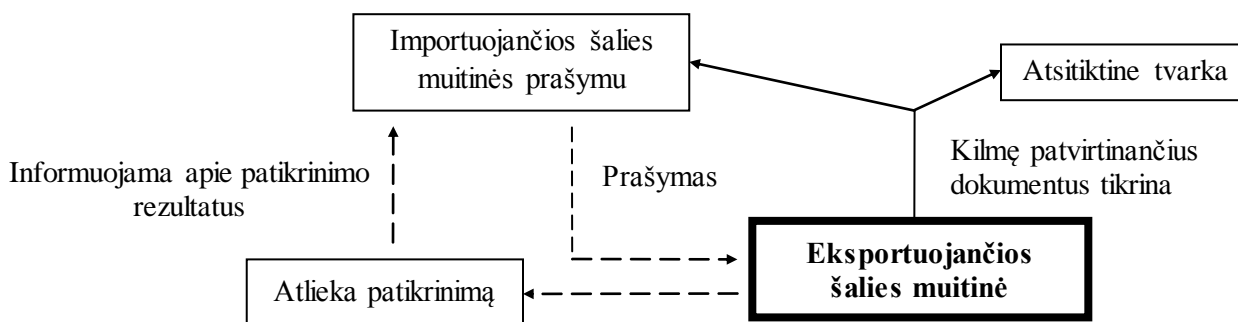 Importuojančios šalies
muitinės prašymu
Atsitiktine tvarka
Informuojama apie patikrinimo
rezultatus
Prašymas
Kilmę patvirtinančius
dokumentus tikrina
Atlieka patikrinimą
Eksportuojančios
šalies muitinė